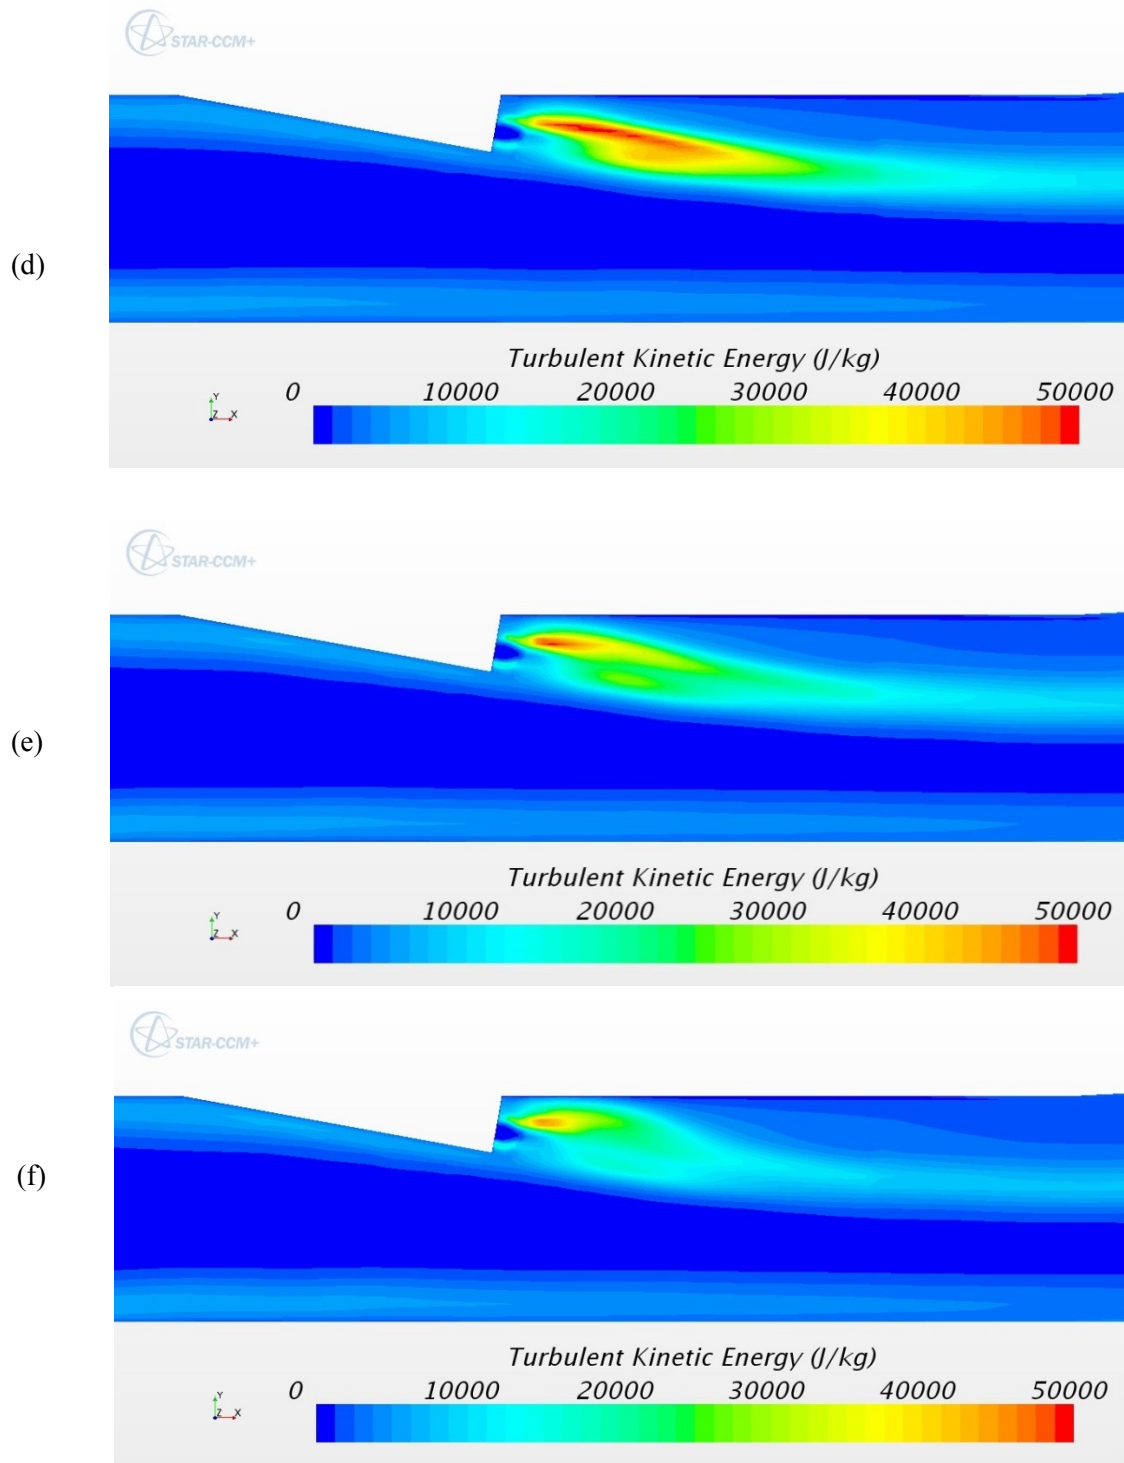 STAR-CCM+
(d)
Turbulent Kinetic Energy (J/kg)
0 10000 20000 30000 40000 50000
Y
Z X
STAR-CCM+
(e)
Turbulent Kinetic Energy (J/kg)
0 10000 20000 30000 40000 50000
Y
Z X
STAR-CCM+
(f)
Turbulent Kinetic Energy (J/kg)
0 10000 20000 30000 40000 50000
Y
Z X